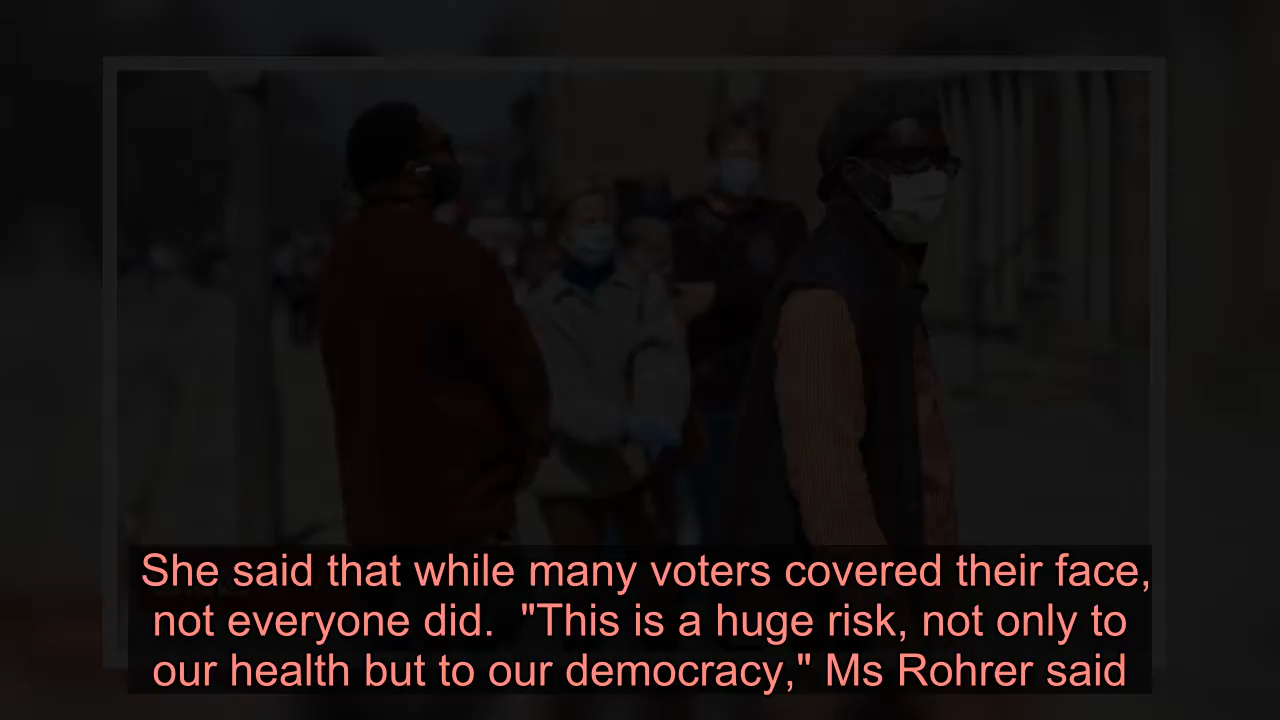 She said that while many voters covered their face,
not everyone did.  "This is a huge risk, not only to
our health but to our democracy," Ms Rohrer said